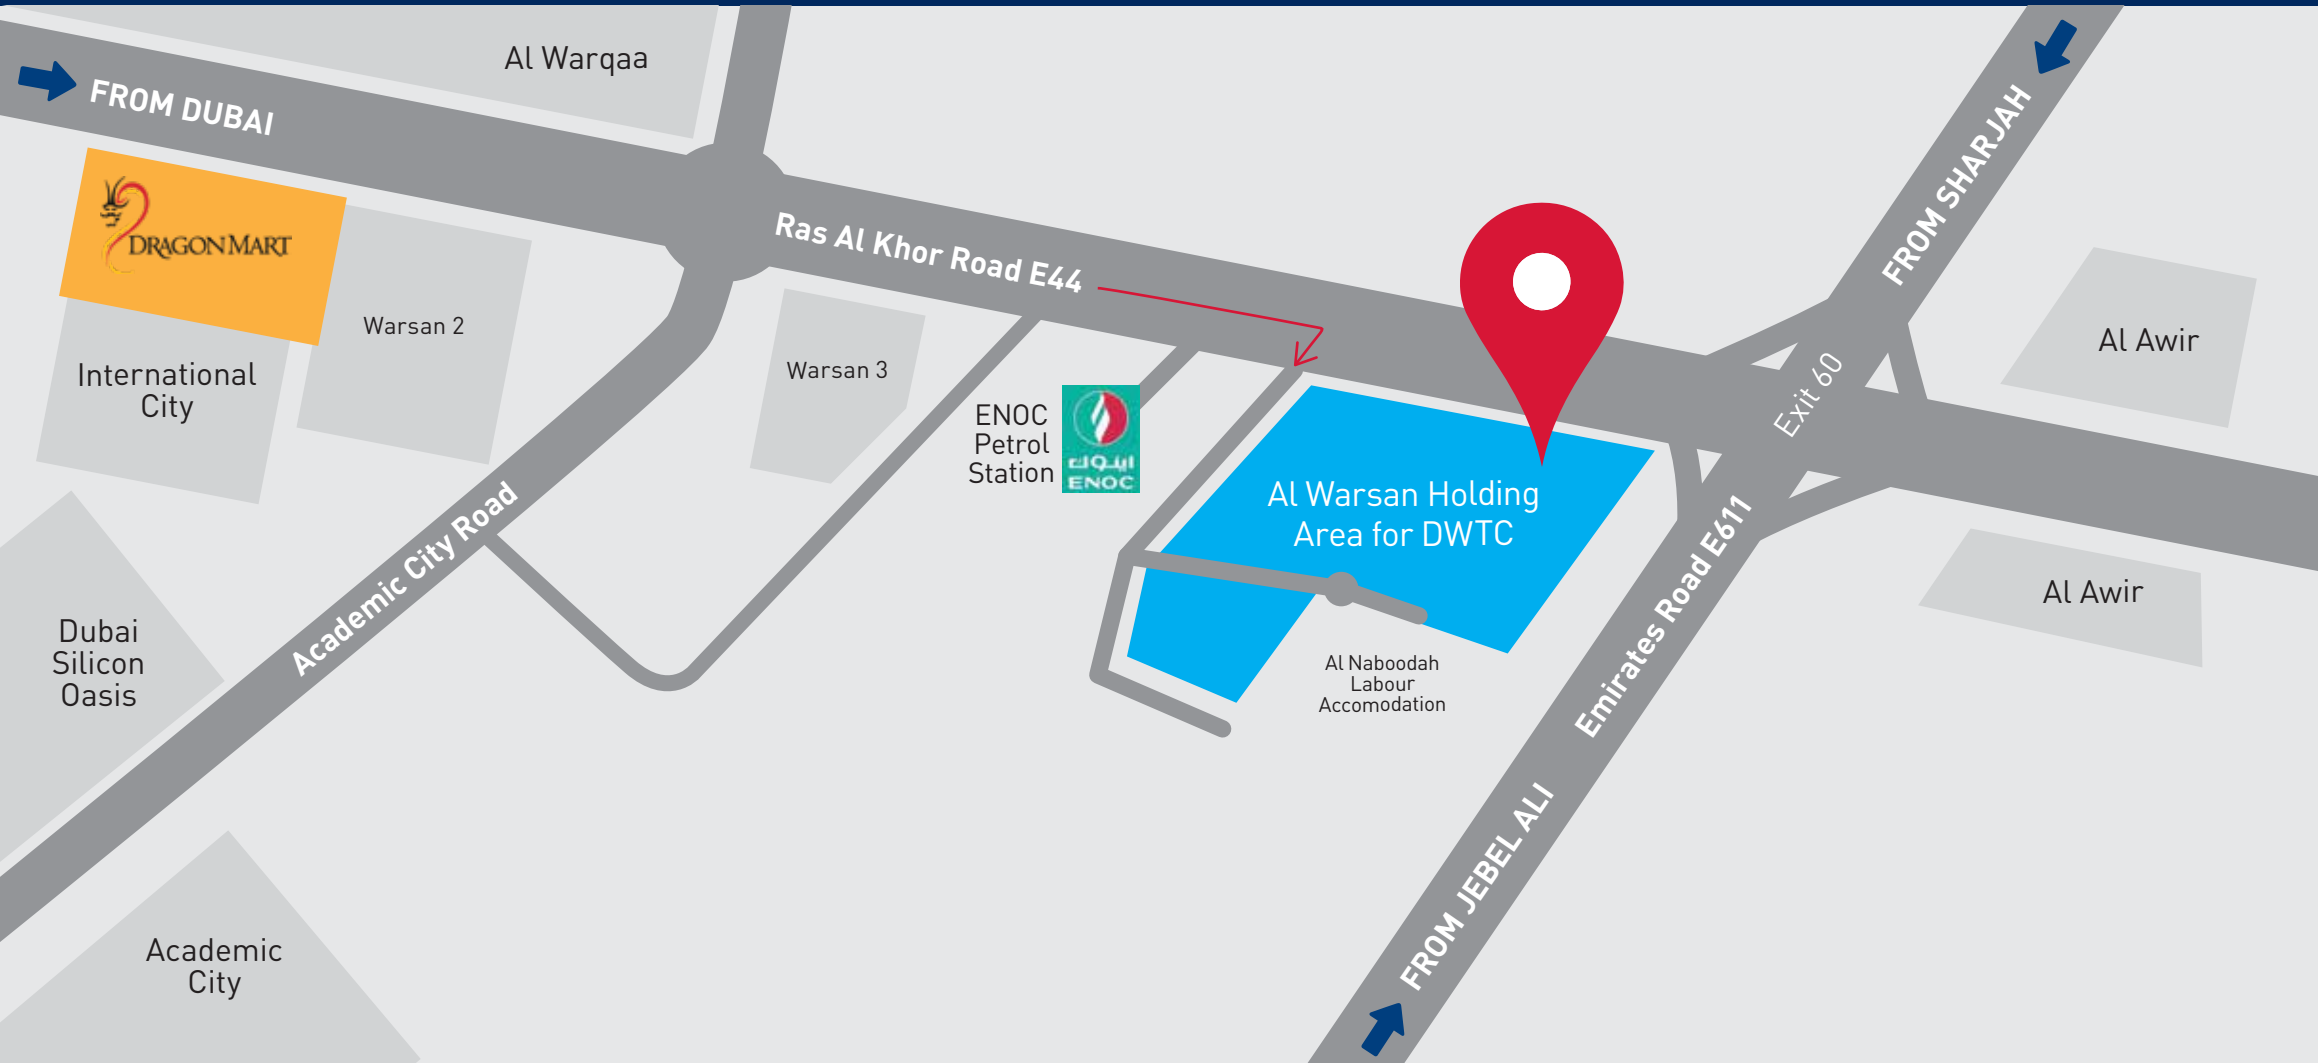 Al Warqaa
FROM DUBAI
DRAGON MART
International
City
Warsan 2
Ras Al Khor Road E44
Warsan 3
ENOC
Petrol
Station
اينوك
ENOC
FROM SHARJAH
Exit 60
Al Awir
Al Warsan Holding
Area for DWTC
Academic City Road
Emirates Road E611
Al Awir
Dubai
Silicon
Oasis
Al Naboodah
Labour
Accomodation
FROM JEBEL ALI
Academic
City